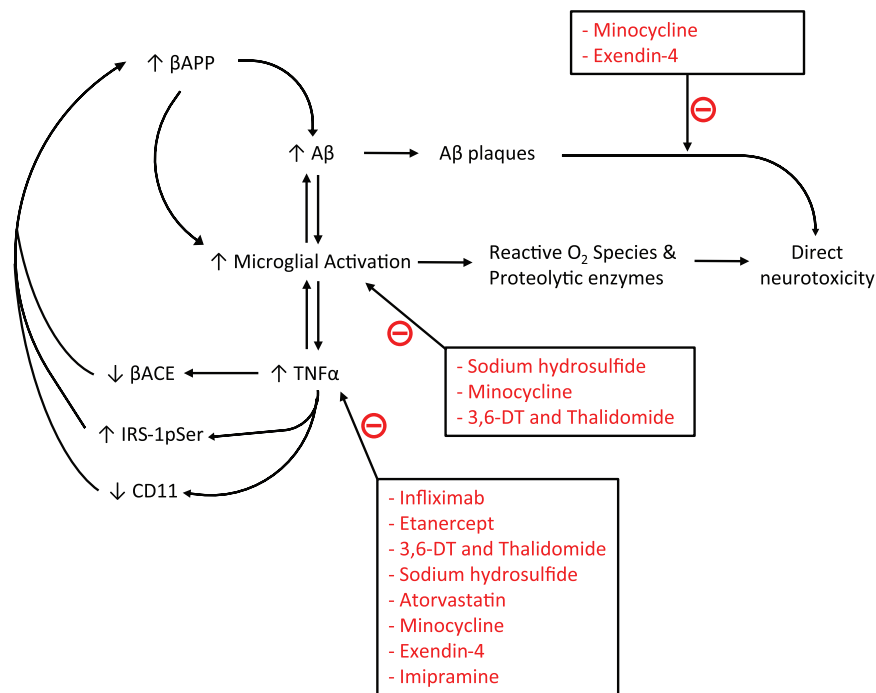 - Minocycline
- Exendin-4
↑ βAPP
↑ Aβ
Aβ plaques
↑ Microglial Activation
Reactive O₂ Species &
Proteolytic enzymes
Direct
neurotoxicity
- Sodium hydrosulfide
- Minocycline
- 3,6-DT and Thalidomide
↓ βACE
↑ TNFα
↑ IRS-1pSer
↓ CD11
- Infliximab
- Etanercept
- 3,6-DT and Thalidomide
- Sodium hydrosulfide
- Atorvastatin
- Minocycline
- Exendin-4
- Imipramine